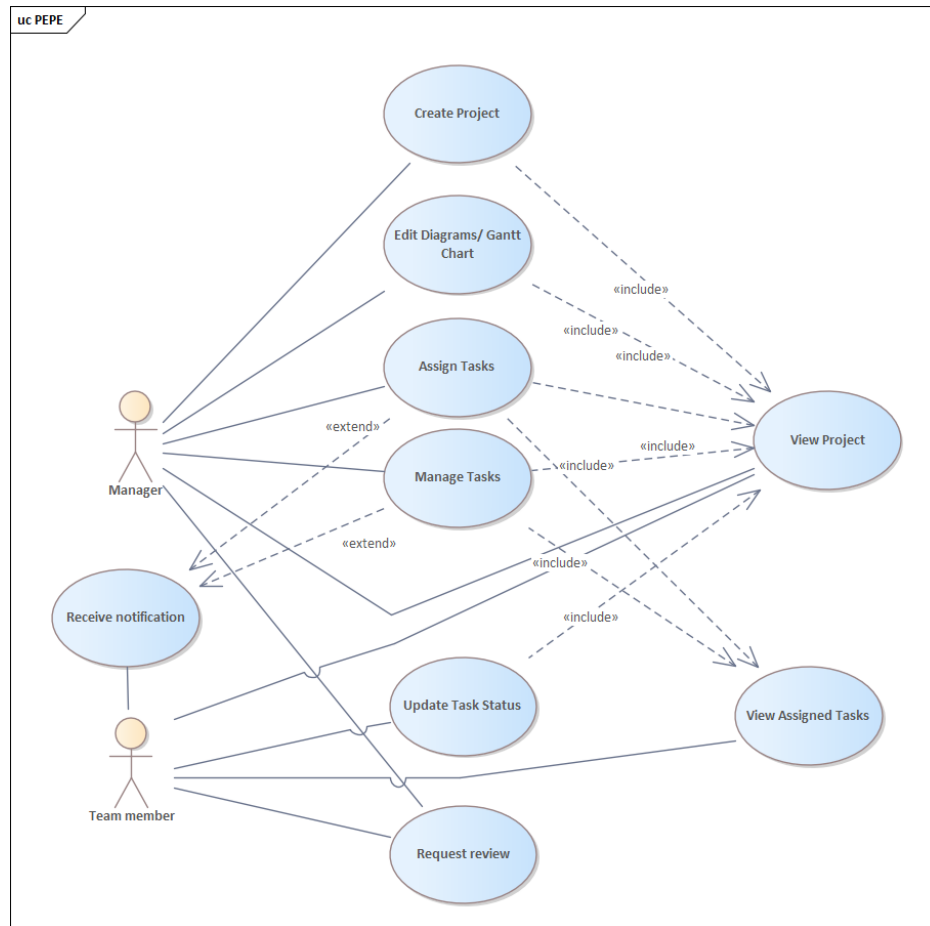 uc PEPE
Create Project
Edit Diagrams/ Gantt
Chart
«include»
«include»
«include»
Assign Tasks
«extend»
View Project
«include»
«include»
Manage Tasks
Manager
«extend»
«include»
Receive notification
«include»
Update Task Status
View Assigned Tasks
Team member
Request review